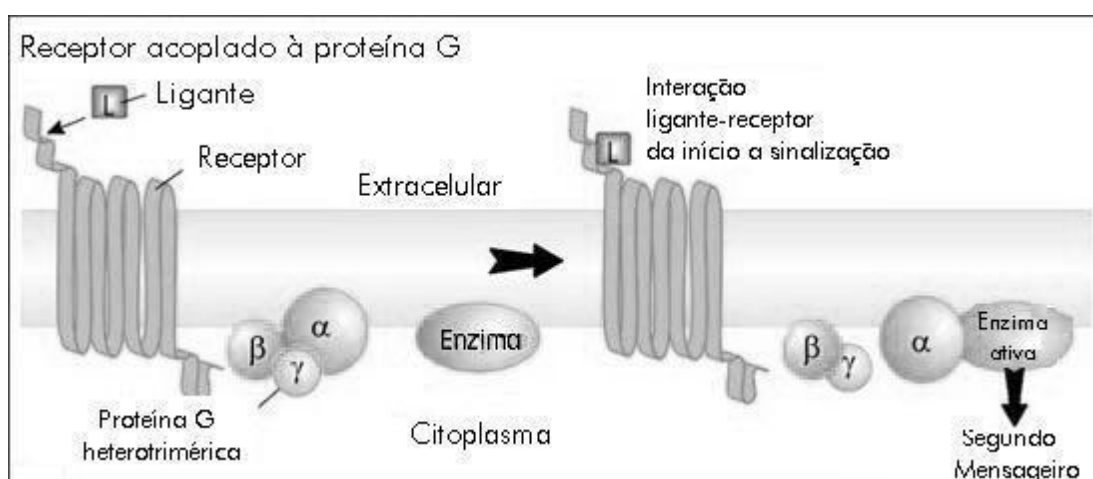 Receptor acoplado à proteína G
L
Ligante
Receptor
Extracelular
β
α
γ
Enzima
Proteína G
heterotrimérica
Citoplasma
L
Interação
ligante-receptor
da início a sinalização
β
γ
α
Enzima
ativa
Segundo
Mensageiro